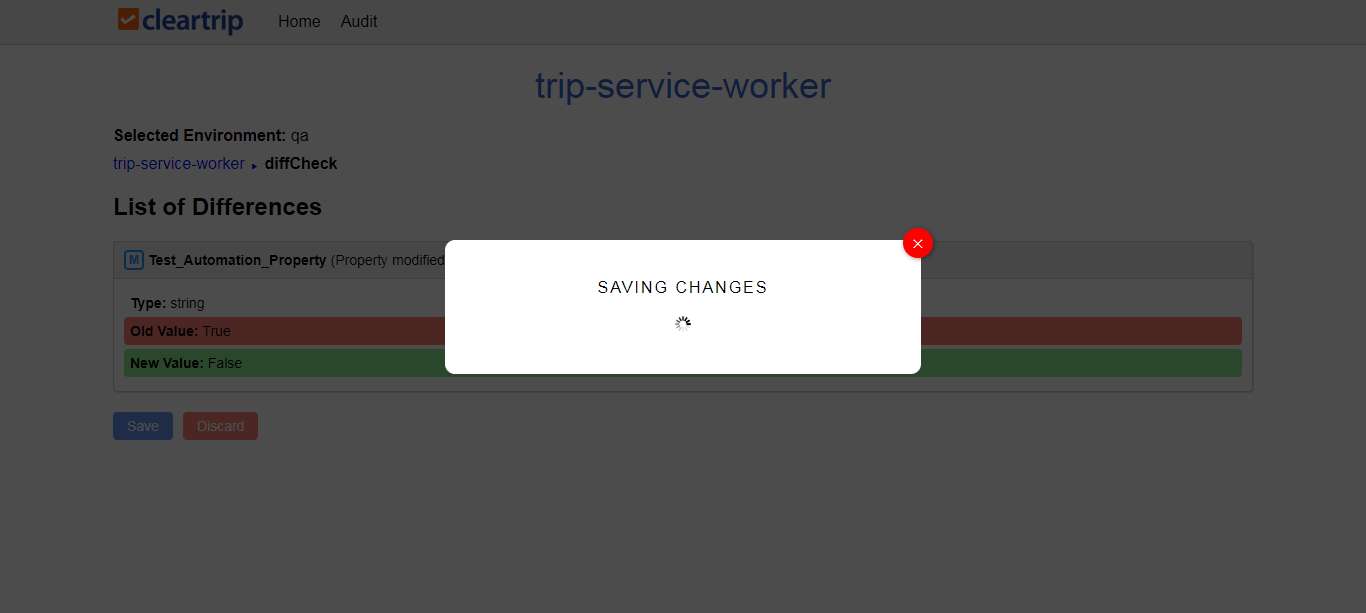 cleartrip Home Audit
trip-service-worker
Selected Environment: qa
trip-service-worker ▸ diffCheck
List of Differences
M Test_Automation_Property (Property modified
SAVING CHANGES
Type: string
Old Value: True
New Value: False
Save Discard